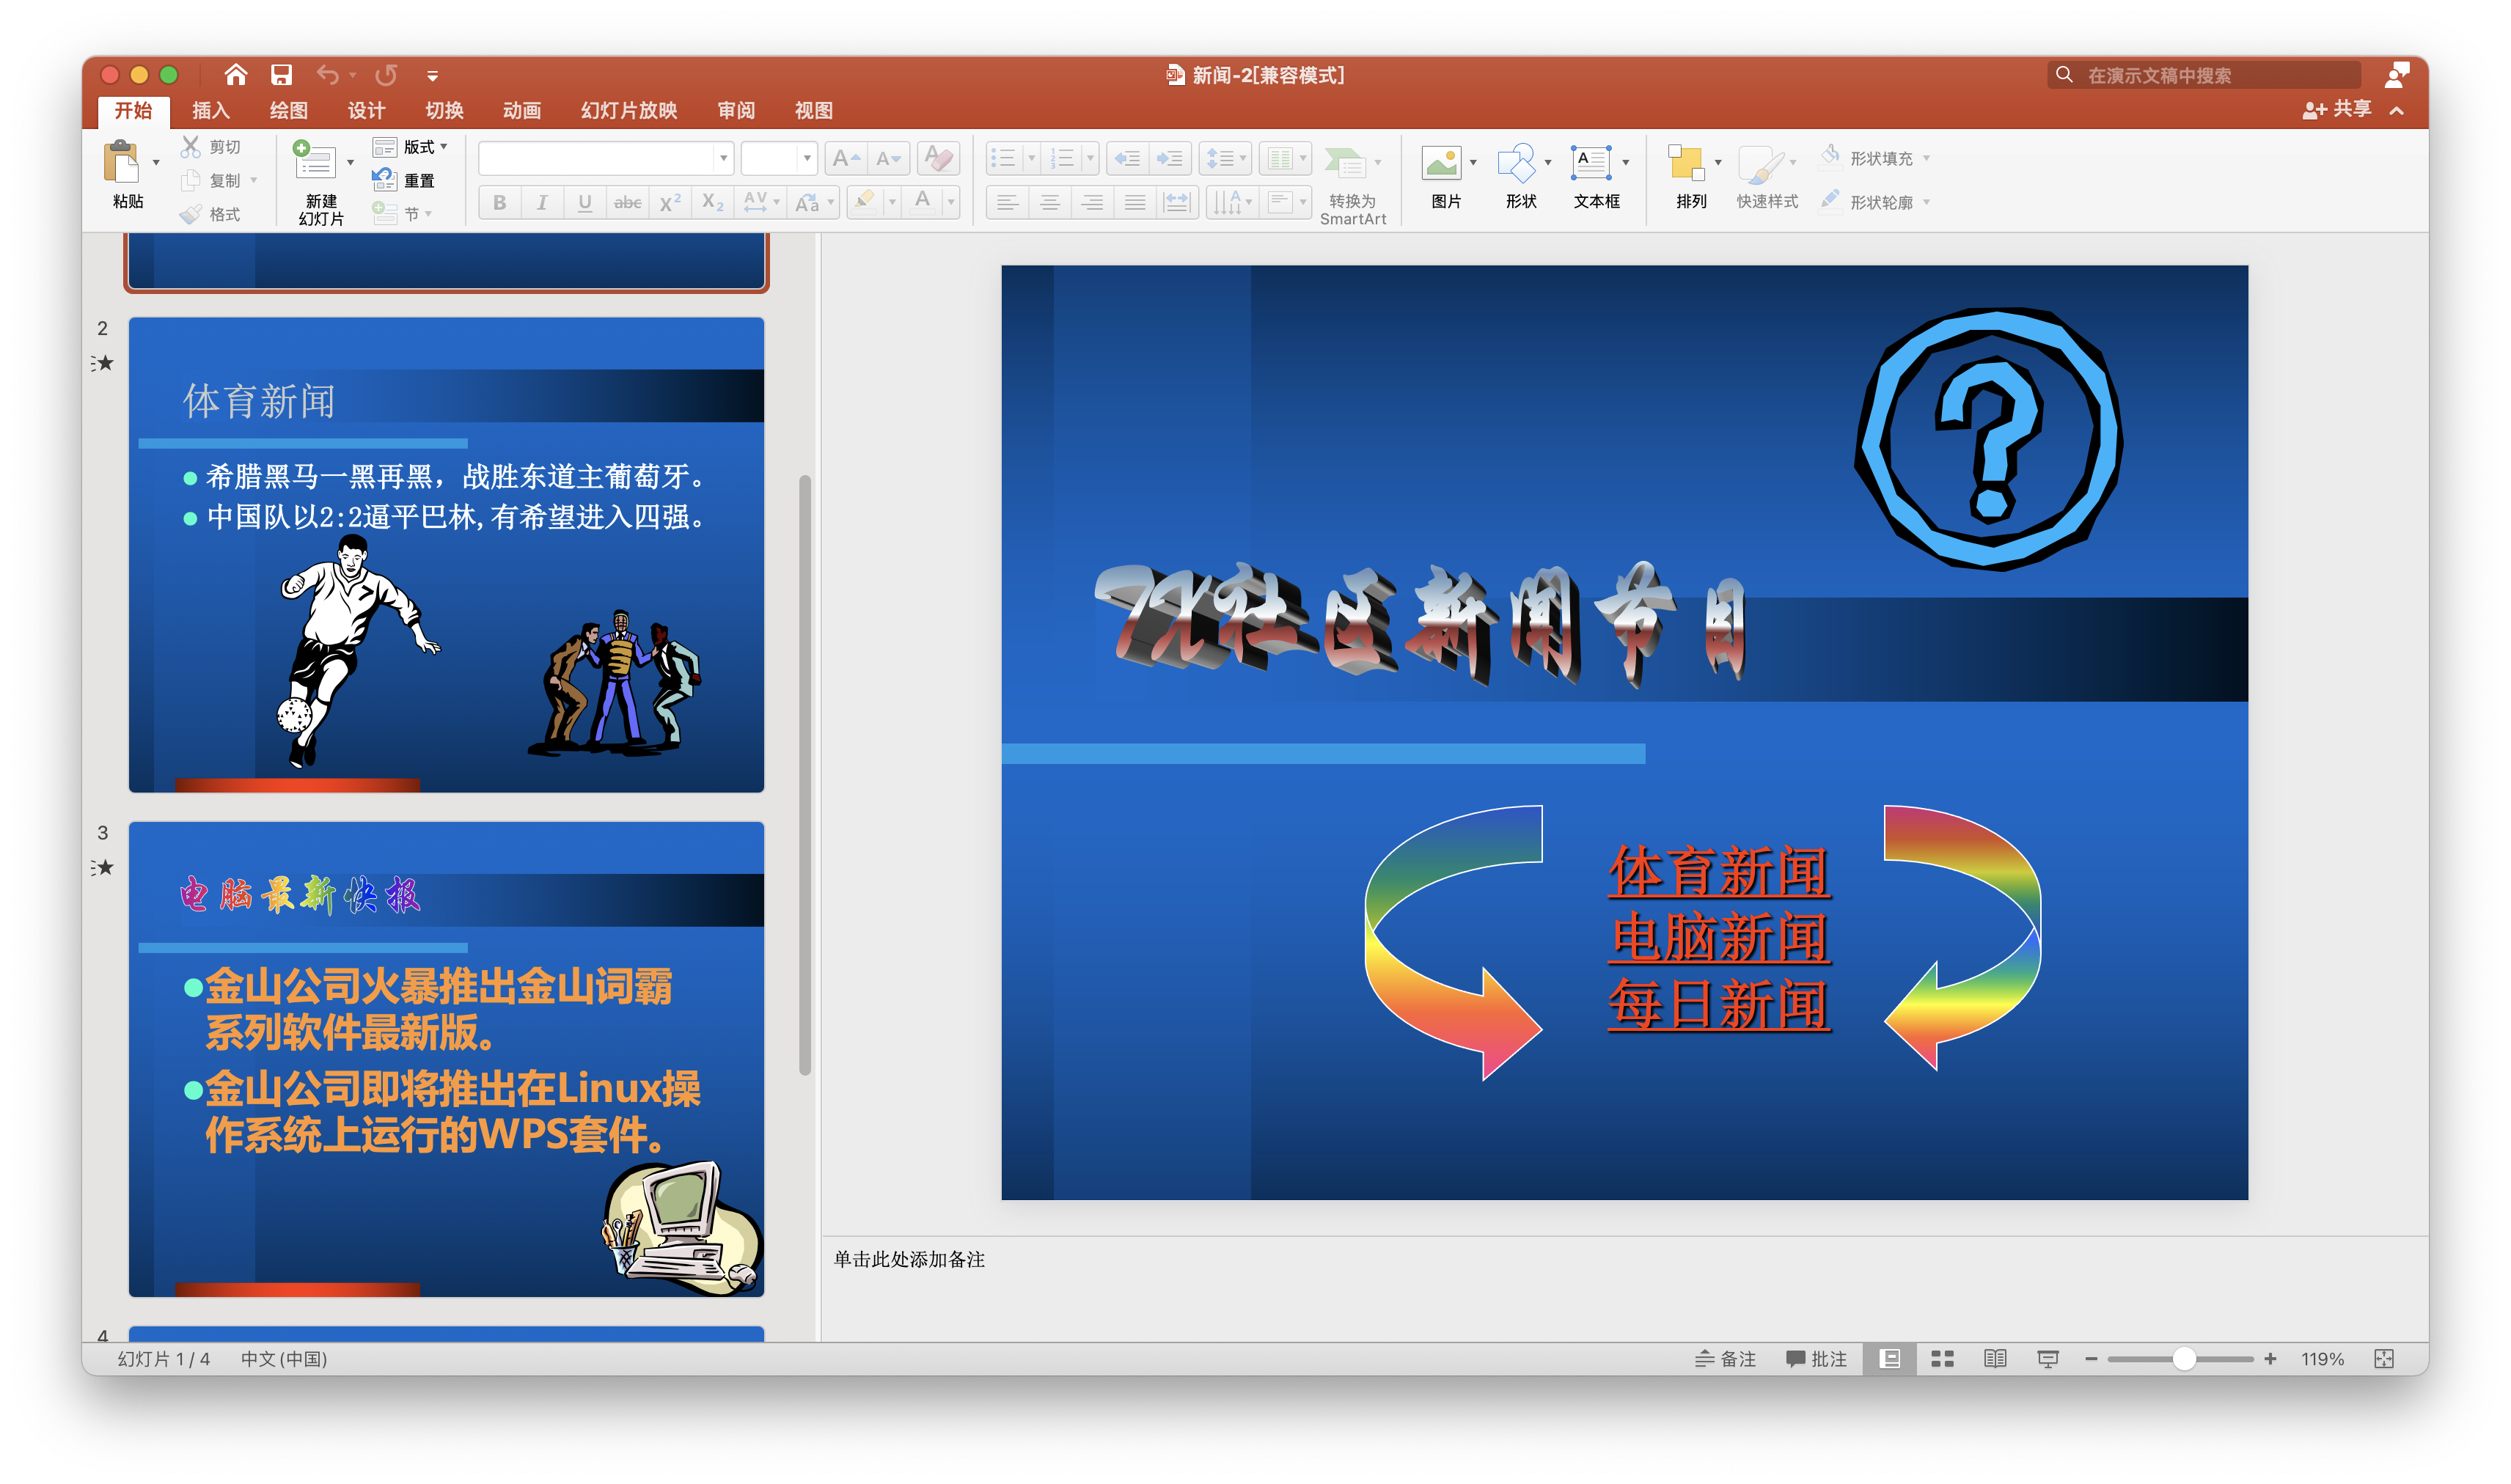 新闻-2[兼容模式]
在演示文稿中搜索
开始 插入 绘图 设计 切换 动画 幻灯片放映 审阅 视图
共享
粘贴
剪切
复制
格式
新建
幻灯片
版式
重置
节
转换为
SmartArt
图片
形状
文本框
排列
快速样式
形状填充
形状轮廓
2
体育新闻
希腊黑马一黑再黑，战胜东道主葡萄牙。
中国队以2:2逼平巴林,有希望进入四强。
3
电脑最新快报
金山公司火暴推出金山词霸
系列软件最新版。
金山公司即将推出在Linux操
作系统上运行的WPS套件。
4
TX社区新闻节目
体育新闻
电脑新闻
每日新闻
单击此处添加备注
幻灯片 1 / 4 中文 (中国)
备注 批注 119%